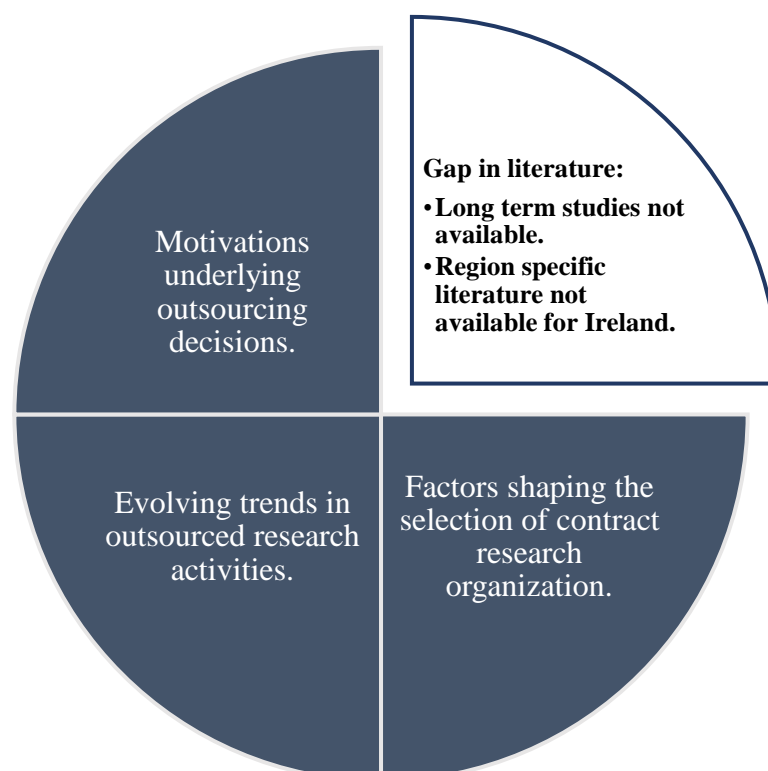 Gap in literature:
•Long term studies not
available.
•Region specific
literature not
available for Ireland.
Motivations
underlying
outsourcing
decisions.
Evolving trends in
outsourced research
activities.
Factors shaping the
selection of contract
research
organization.